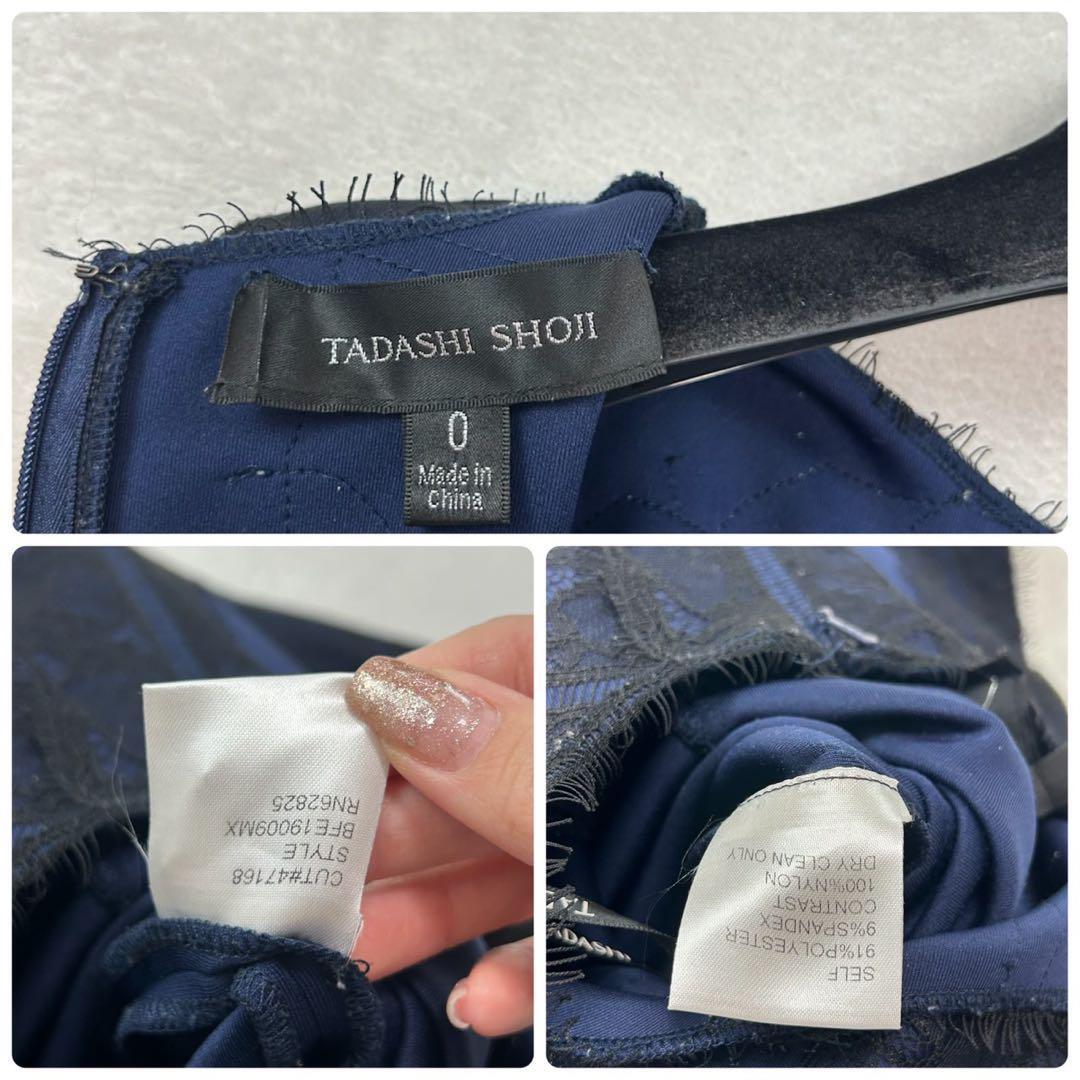 TADASHI SHOJI
0
Made in
China
CUT#47168
STYLE
BFE19009MX
RN62825
SELF
91%POLYESTER
9%SPANDEX
CONTRAST
100%NYLON
DRY CLEAN ONLY